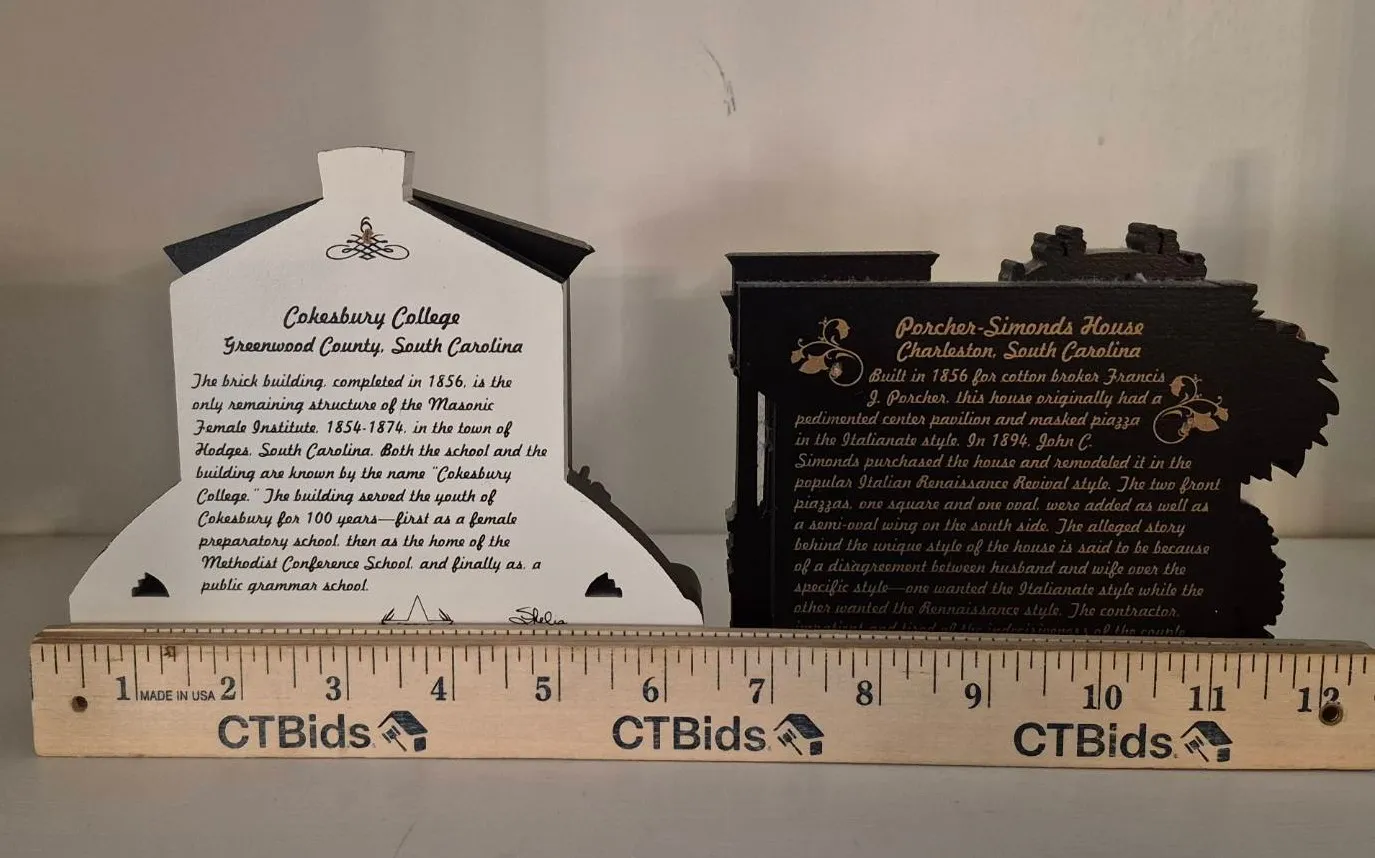 Cokesbury College
Greenwood County, South Carolina
The brick building, completed in 1856, is the
only remaining structure of the Masonic
Female Institute, 1854-1874, in the town of
Hodges, South Carolina. Both the school and the
building are known by the name "Cokesbury
College." The building served the youth of
Cokesbury for 100 years—first as a female
preparatory school, then as the home of the
Methodist Conference School, and finally as, a
public grammar school.
Shelia
Porcher-Simonds House
Charleston, South Carolina
Built in 1856 for cotton broker Francis
J. Porcher, this house originally had a
pedimented center pavilion and masked piazza
in the Italianate style. In 1894, John C.
Simonds purchased the house and remodeled it in the
popular Italian Renaissance Revival style. The two front
piazzas, one square and one oval, were added as well as
a semi-oval wing on the south side. The alleged story
behind the unique style of the house is said to be because
of a disagreement between husband and wife over the
specific style—one wanted the Italianate style while the
other wanted the Rennaissance style. The contractor,
impatient and tired of the indecisiveness of the couple
1 MADE IN USA 2 3 4 5 6 7 8 9 10 11 12
CTBids CTBids CTBids